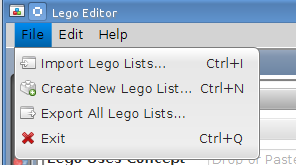 Lego Editor
File Edit Help
Import Lego Lists... Ctrl+I
Create New Lego List... Ctrl+N
Export All Lego Lists...
Exit Ctrl+Q
Lego Uses Concept [Drop or Paste